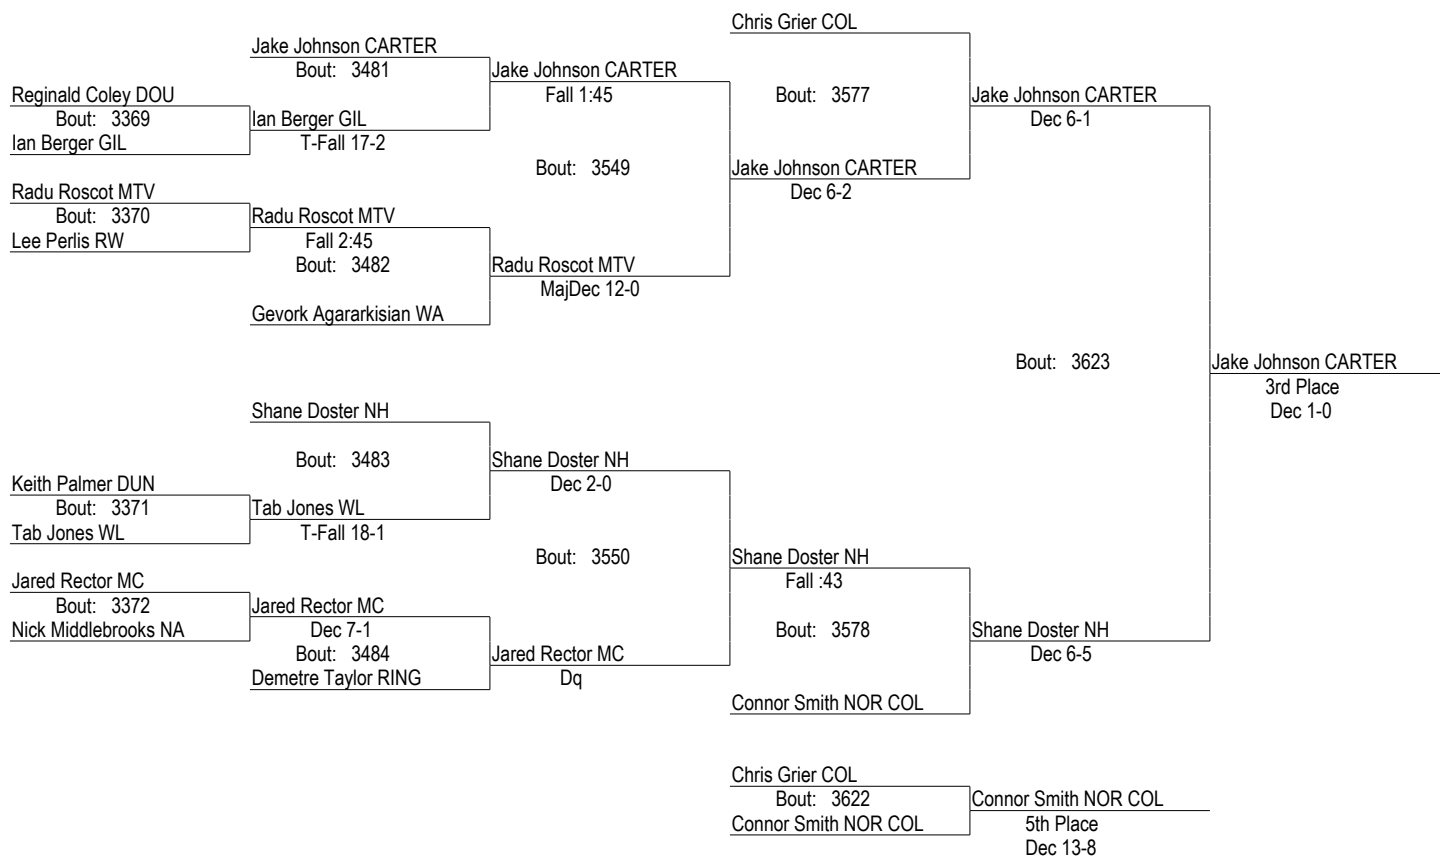 Chris Grier COL
Jake Johnson CARTER
Bout: 3481
Jake Johnson CARTER
Fall 1:45
Reginald Coley DOU
Bout: 3369
Ian Berger GIL
Ian Berger GIL
T-Fall 17-2
Bout: 3577
Jake Johnson CARTER
Dec 6-1
Bout: 3549
Jake Johnson CARTER
Dec 6-2
Radu Roscot MTV
Bout: 3370
Lee Perlis RW
Radu Roscot MTV
Fall 2:45
Bout: 3482
Radu Roscot MTV
MajDec 12-0
Gevork Agararkisian WA
Bout: 3623
Jake Johnson CARTER
3rd Place
Dec 1-0
Shane Doster NH
Bout: 3483
Shane Doster NH
Dec 2-0
Keith Palmer DUN
Bout: 3371
Tab Jones WL
Tab Jones WL
T-Fall 18-1
Bout: 3550
Shane Doster NH
Fall :43
Jared Rector MC
Bout: 3372
Nick Middlebrooks NA
Jared Rector MC
Dec 7-1
Bout: 3484
Demetre Taylor RING
Jared Rector MC
Dq
Bout: 3578
Shane Doster NH
Dec 6-5
Connor Smith NOR COL
Chris Grier COL
Bout: 3622
Connor Smith NOR COL
Connor Smith NOR COL
5th Place
Dec 13-8